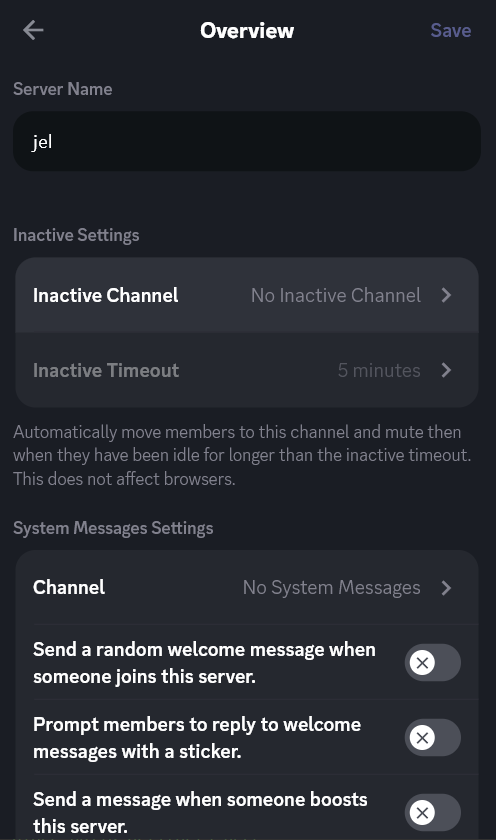 Overview
Save
Server Name
jel
Inactive Settings
Inactive Channel No Inactive Channel
Inactive Timeout 5 minutes
Automatically move members to this channel and mute then
when they have been idle for longer than the inactive timeout.
This does not affect browsers.
System Messages Settings
Channel No System Messages
Send a random welcome message when
someone joins this server.
Prompt members to reply to welcome
messages with a sticker.
Send a message when someone boosts
this server.